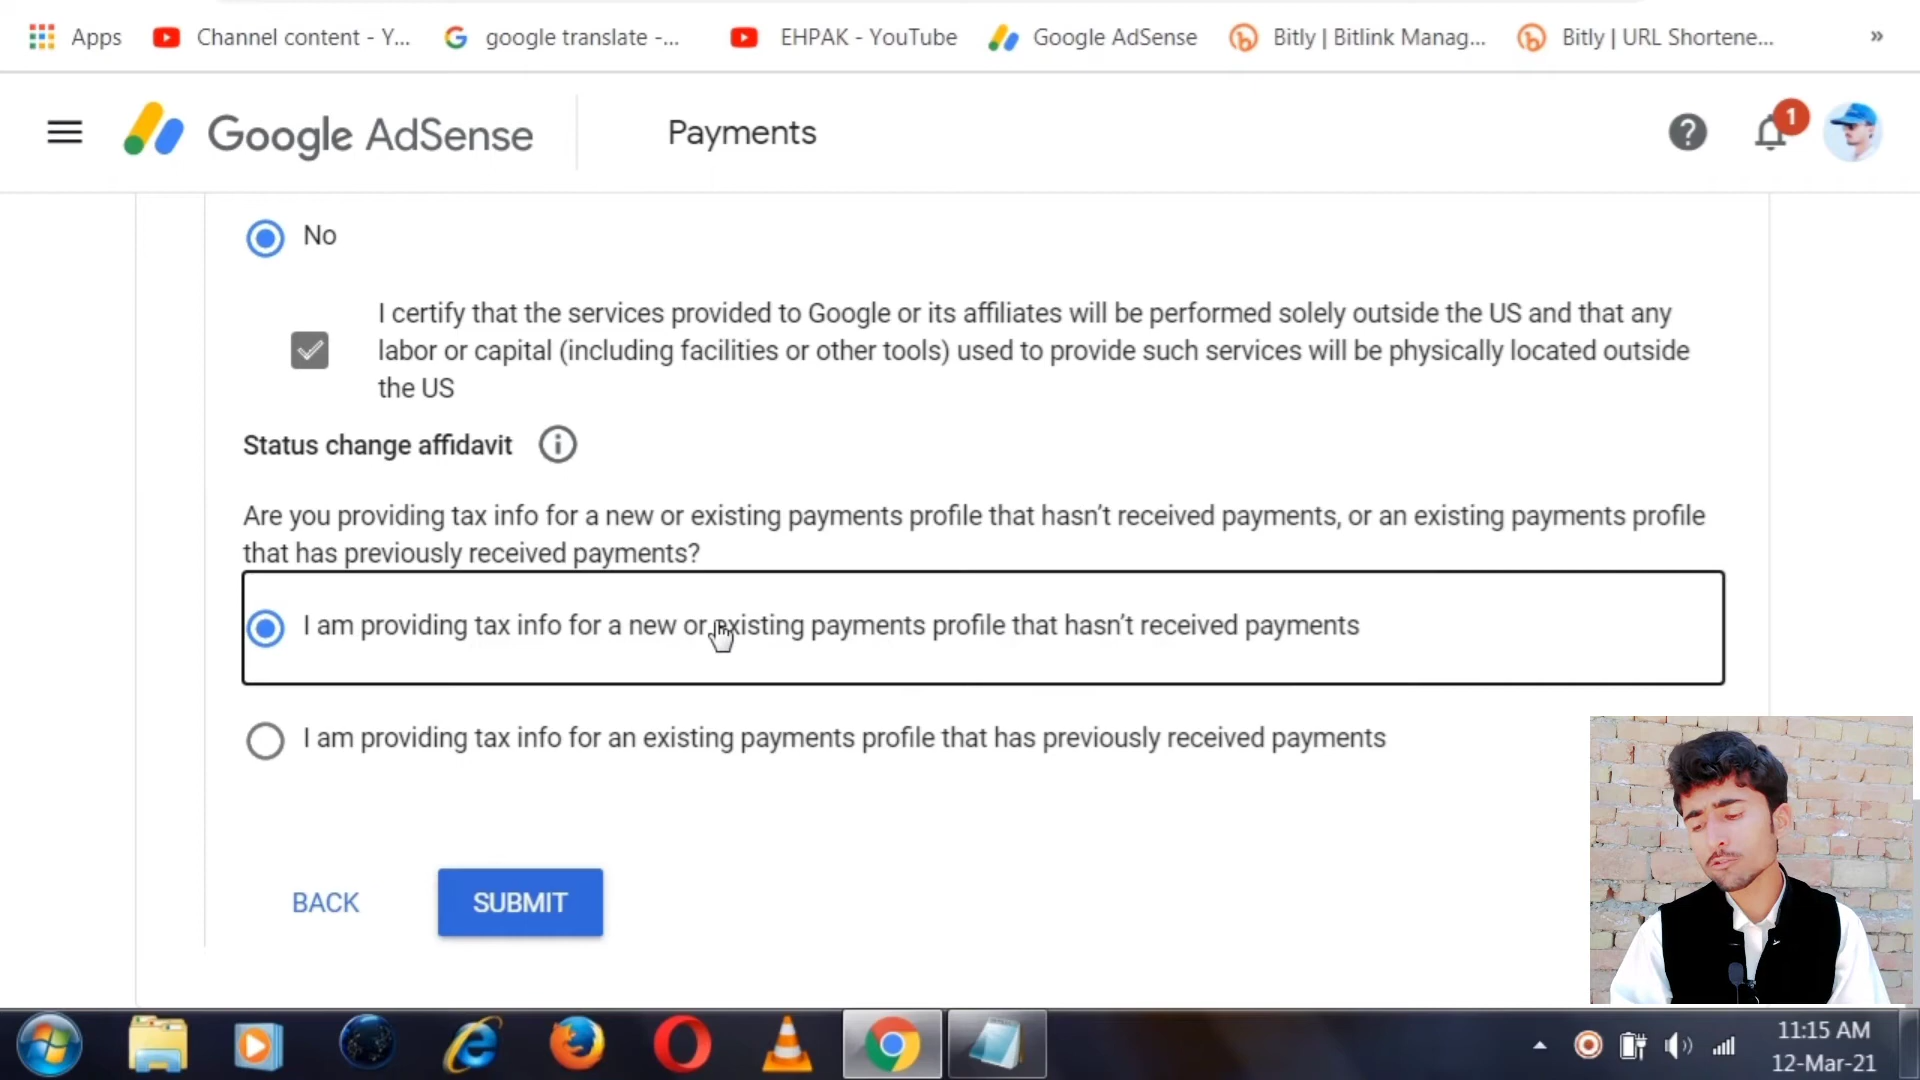 Apps Channel content - Y... google translate -... EHPAK - YouTube Google AdSense Bitly | Bitlink Manag... Bitly | URL Shortene... »
Google AdSense Payments ? 1
No
I certify that the services provided to Google or its affiliates will be performed solely outside the US and that any
labor or capital (including facilities or other tools) used to provide such services will be physically located outside
the US
Status change affidavit i
Are you providing tax info for a new or existing payments profile that hasn't received payments, or an existing payments profile
that has previously received payments?
I am providing tax info for a new or existing payments profile that hasn't received payments
I am providing tax info for an existing payments profile that has previously received payments
BACK SUBMIT
11:15 AM
12-Mar-21